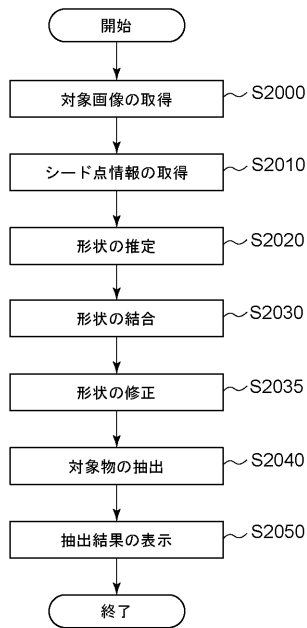 開始
対象画像の取得 S2000
シード点情報の取得 S2010
形状の推定 S2020
形状の結合 S2030
形状の修正 S2035
対象物の抽出 S2040
抽出結果の表示 S2050
終了